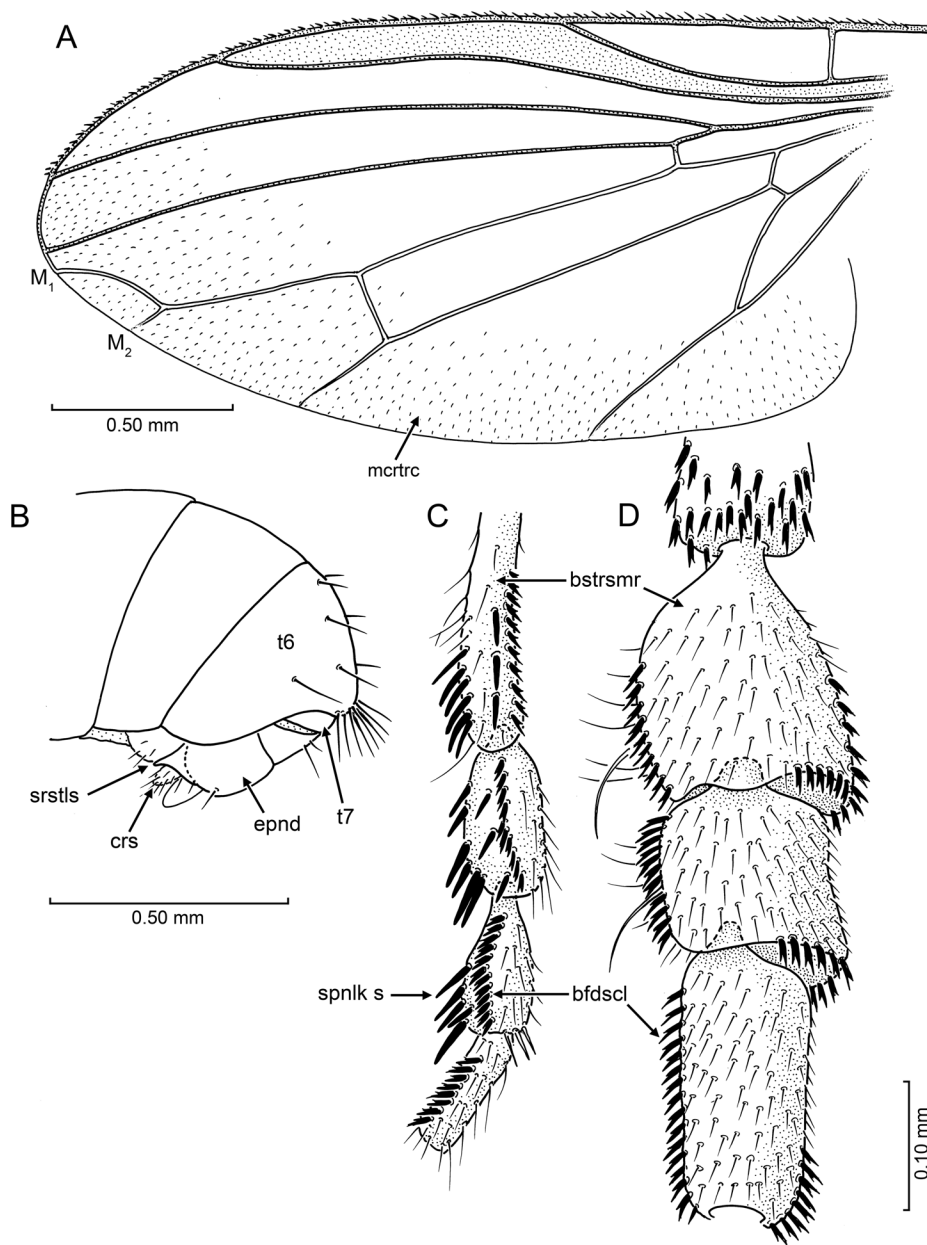 A
M1
M2
0.50 mm
mcrtrc
B
t6
srstls
crs
epnd
t7
0.50 mm
C
D
bstrsmr
spnlk s
bfdscl
0.10 mm